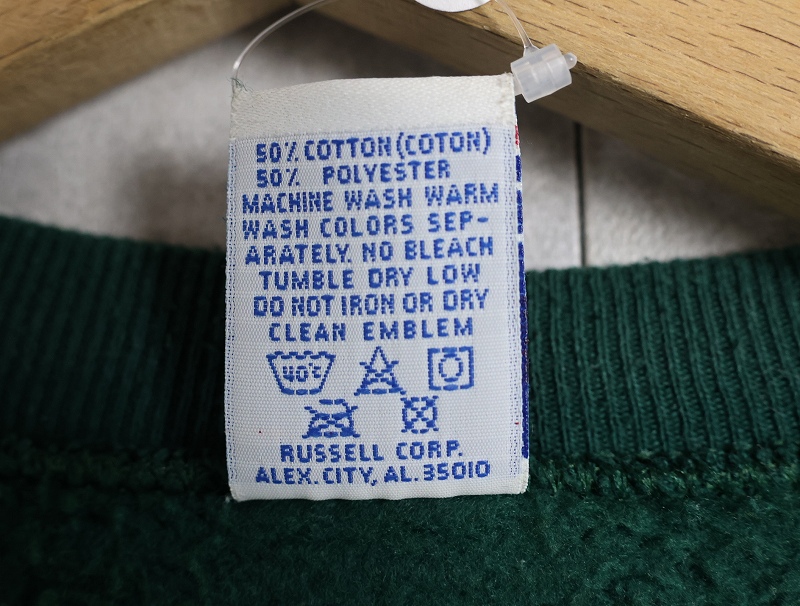 50% COTTON (COTON)
50% POLYESTER
MACHINE WASH WARM
WASH COLORS SEP-
ARATELY. NO BLEACH
TUMBLE DRY LOW
DO NOT IRON OR DRY
CLEAN EMBLEM
40°C
RUSSELL CORP.
ALEX. CITY, AL. 35010